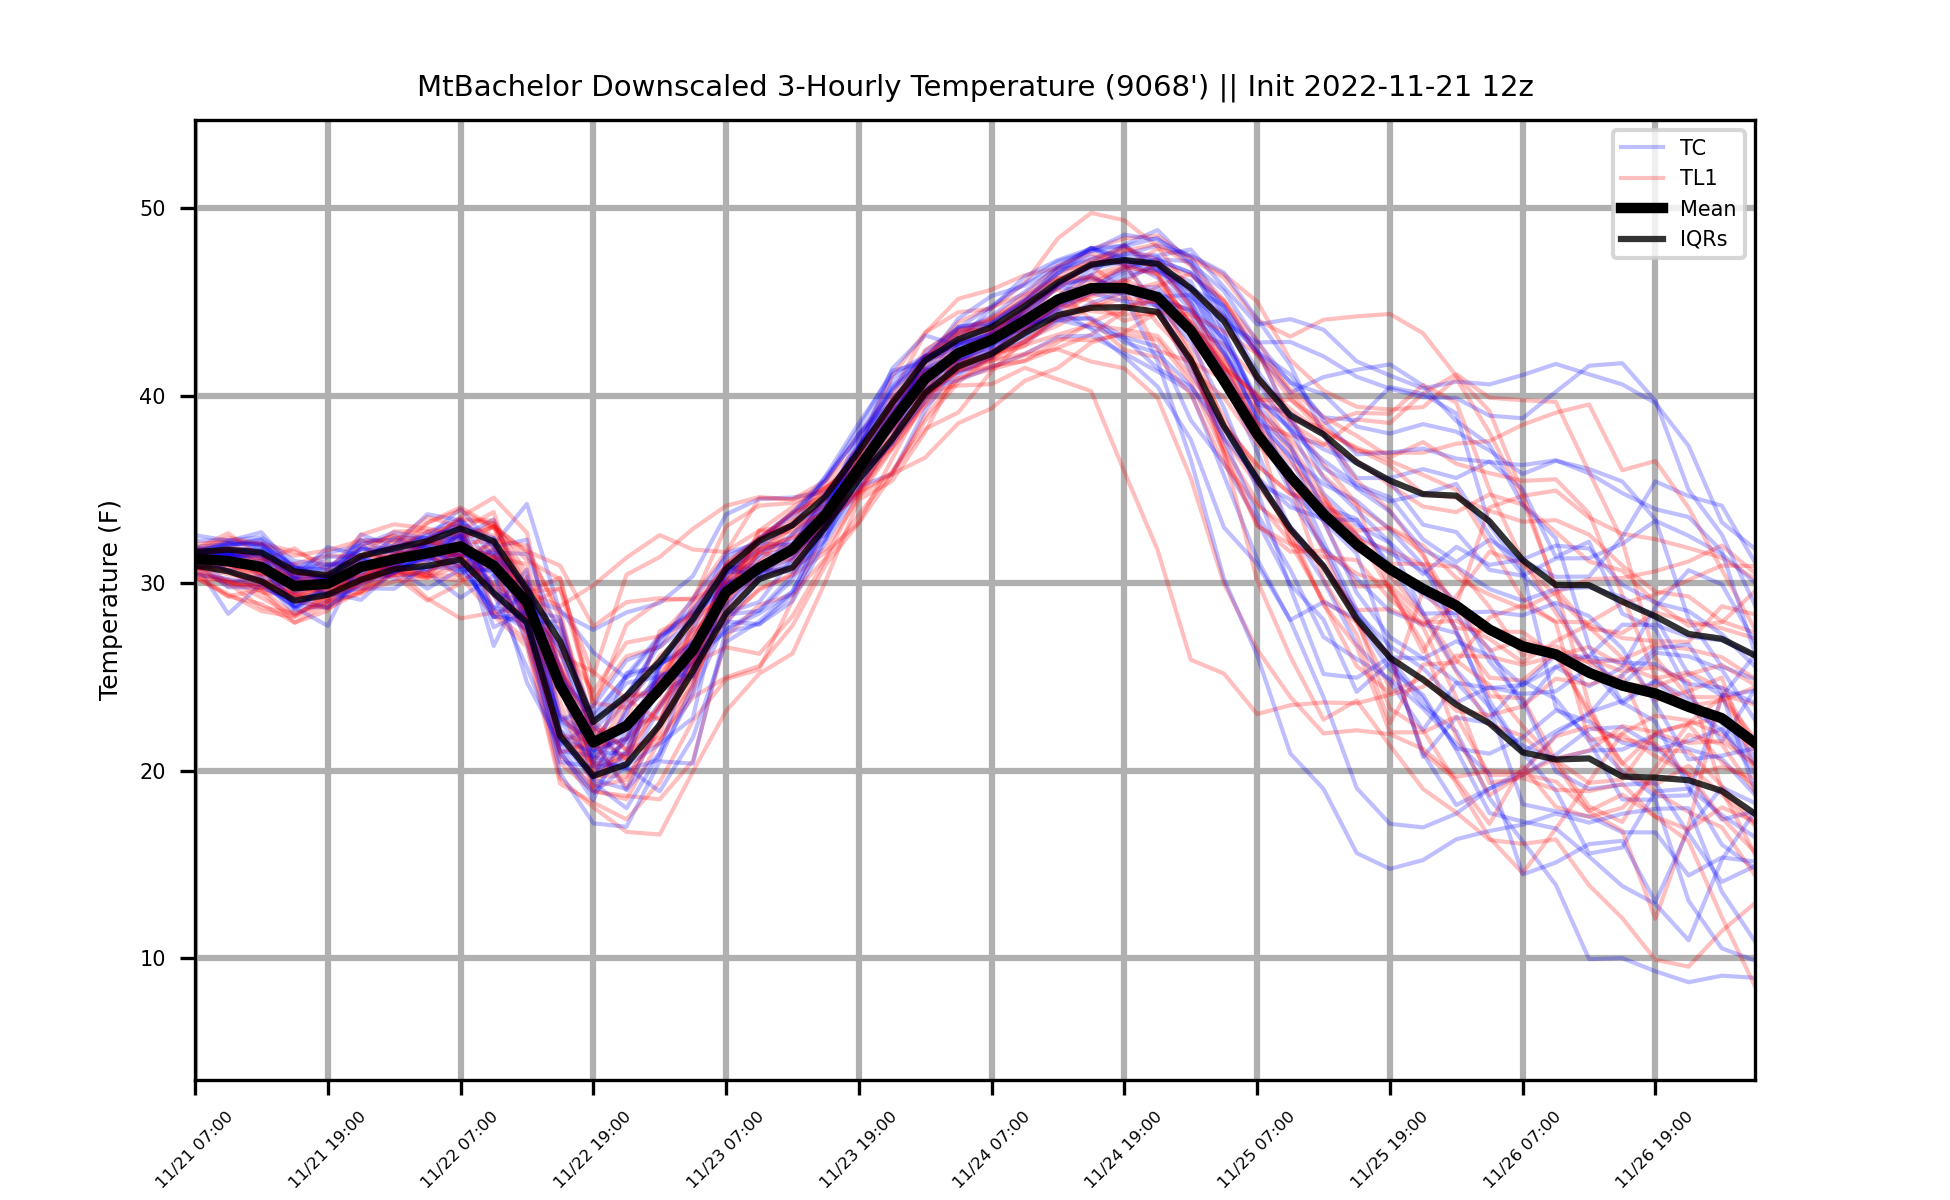 MtBachelor Downscaled 3-Hourly Temperature (9068') || Init 2022-11-21 12z
TC
TL1
Mean
IQRs
Temperature (F)
50
40
30
20
10
11/21 07:00
11/21 19:00
11/22 07:00
11/22 19:00
11/23 07:00
11/23 19:00
11/24 07:00
11/24 19:00
11/25 07:00
11/25 19:00
11/26 07:00
11/26 19:00